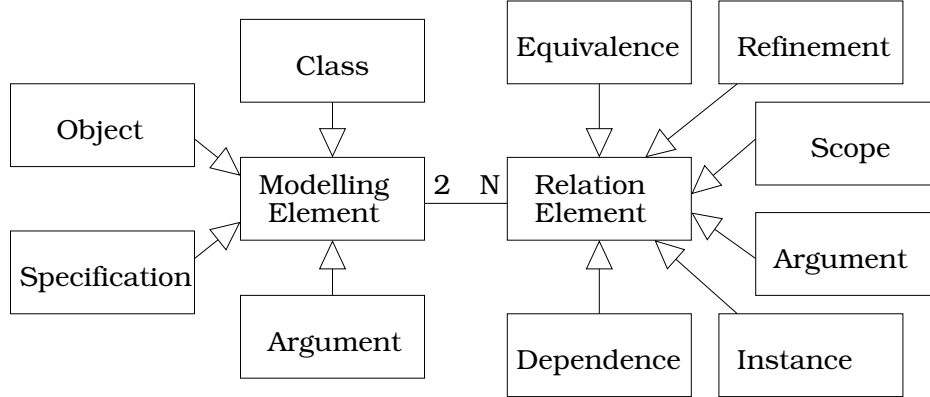 Equivalence
Refinement
Class
Object
Scope
Modelling
Element
2 N
Relation
Element
Specification
Argument
Argument
Dependence
Instance